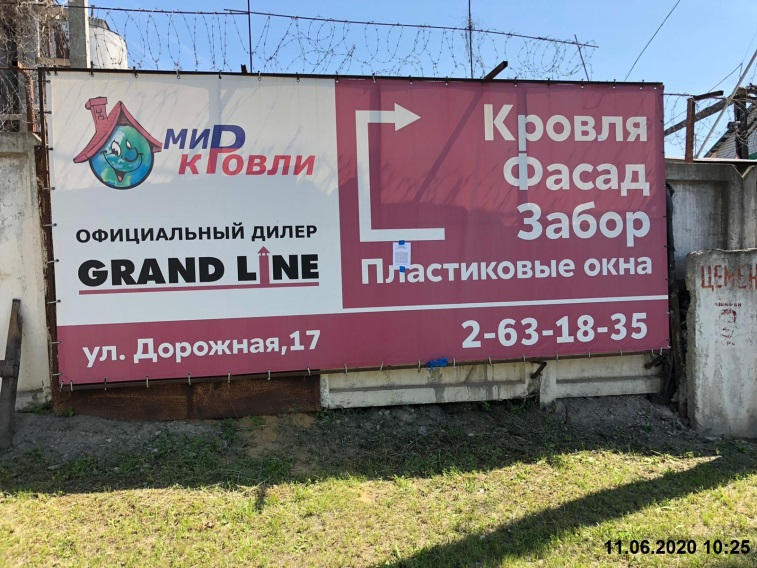 мир
кровли
ОФИЦИАЛЬНЫЙ ДИЛЕР
GRAND LINE
Кровля
Фасад
Забор
Пластиковые окна
ул. Дорожная,17
2-63-18-35
ЦЕМЕН
11.06.2020 10:25